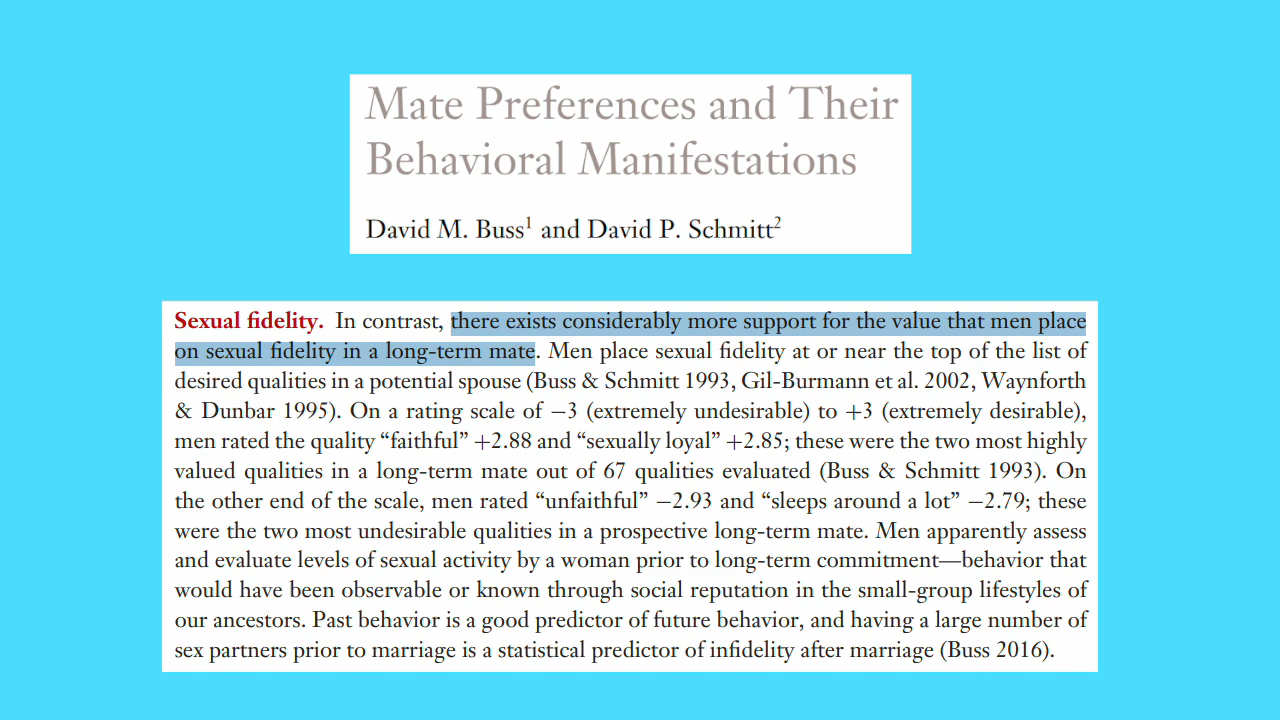 Mate Preferences and Their
Behavioral Manifestations
David M. Buss¹ and David P. Schmitt²
Sexual fidelity. In contrast, there exists considerably more support for the value that men place
on sexual fidelity in a long-term mate. Men place sexual fidelity at or near the top of the list of
desired qualities in a potential spouse (Buss & Schmitt 1993, Gil-Burmann et al. 2002, Waynforth
& Dunbar 1995). On a rating scale of −3 (extremely undesirable) to +3 (extremely desirable),
men rated the quality “faithful” +2.88 and “sexually loyal” +2.85; these were the two most highly
valued qualities in a long-term mate out of 67 qualities evaluated (Buss & Schmitt 1993). On
the other end of the scale, men rated “unfaithful” −2.93 and “sleeps around a lot” −2.79; these
were the two most undesirable qualities in a prospective long-term mate. Men apparently assess
and evaluate levels of sexual activity by a woman prior to long-term commitment—behavior that
would have been observable or known through social reputation in the small-group lifestyles of
our ancestors. Past behavior is a good predictor of future behavior, and having a large number of
sex partners prior to marriage is a statistical predictor of infidelity after marriage (Buss 2016).